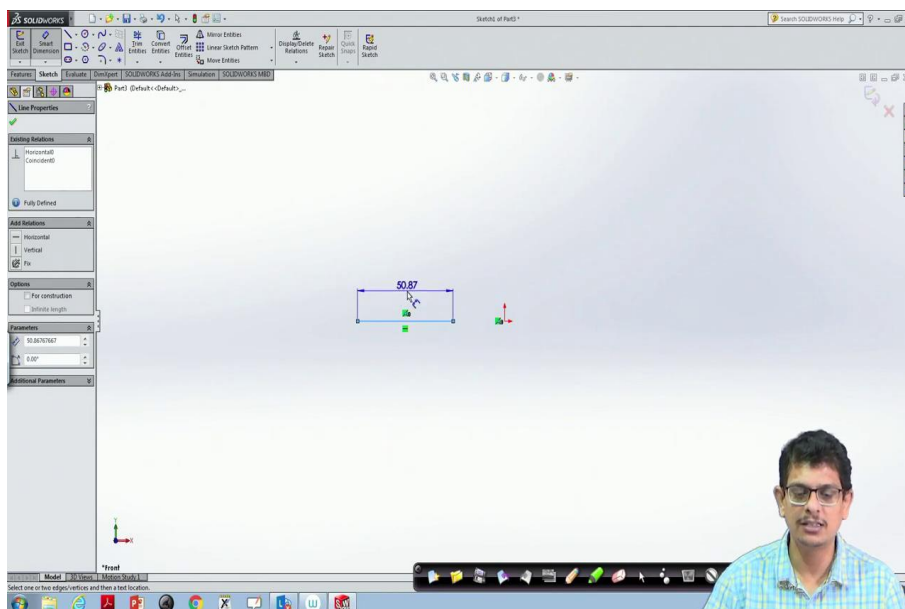 SOLIDWORKS
Sketch1 of Part3 *
Search SOLIDWORKS Help
Exit Sketch
Smart Dimension
Trim Entities
Convert Entities
Offset Entities
Mirror Entities
Linear Sketch Pattern
Move Entities
Display/Delete Relations
Repair Sketch
Quick Snaps
Rapid Sketch
Features Sketch Evaluate DimXpert SOLIDWORKS Add-Ins Simulation SOLIDWORKS MBD
Part3 (Default<<Default>_...
Line Properties
Existing Relations
Horizontal0
Coincident0
Fully Defined
Add Relations
Horizontal
Vertical
Fix
Options
For construction
Infinite length
Parameters
50.86767667
0.00°
Additional Parameters
50.87
Y
X
*Front
Model 3D Views Motion Study 1
Select one or two edges/vertices and then a text location.